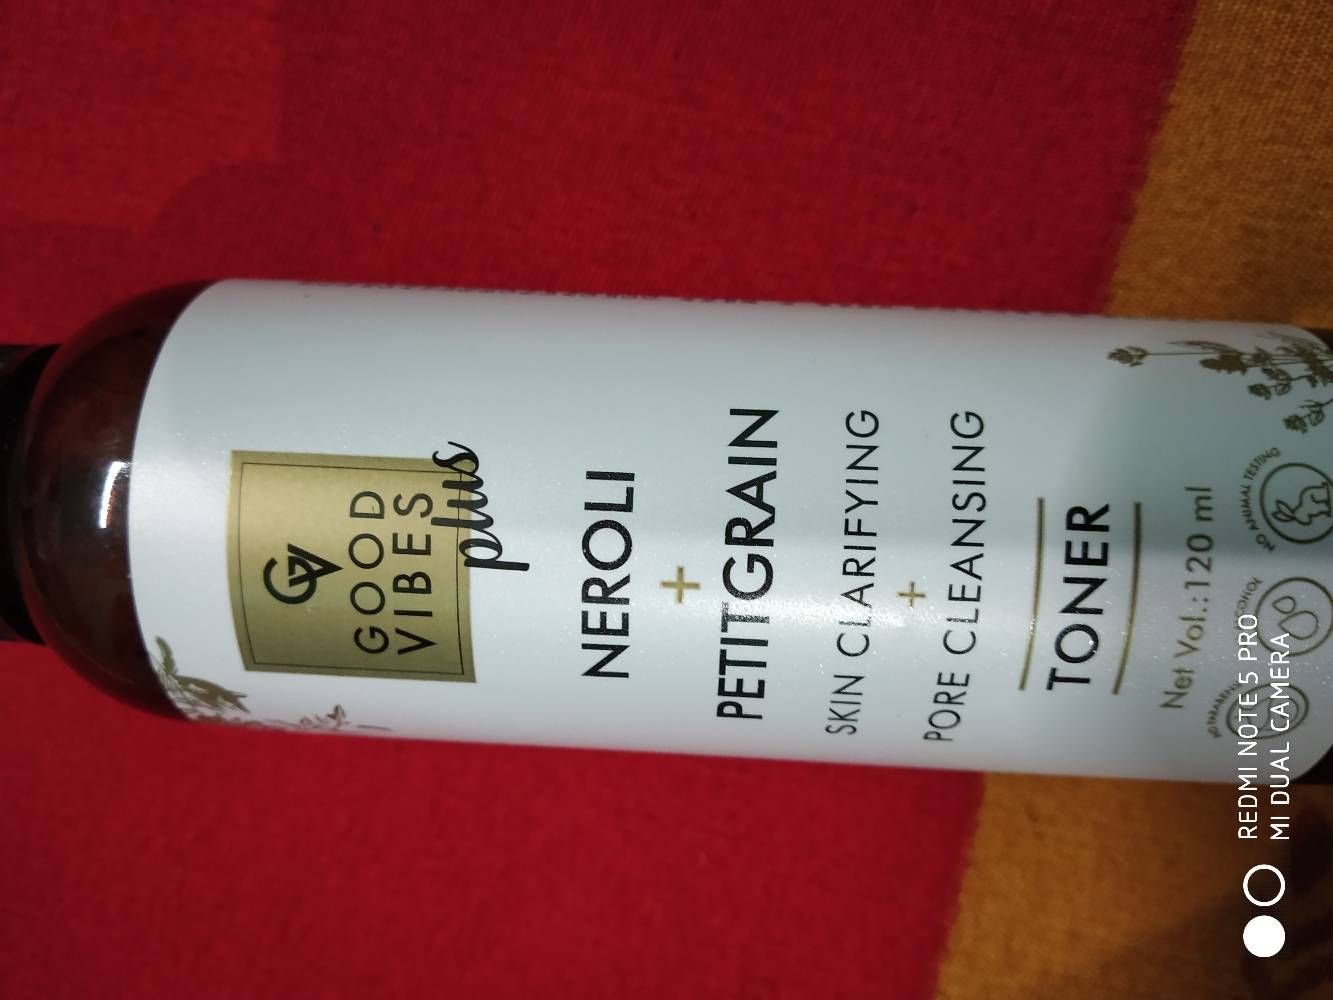 GV
GOOD
VIBES
plus
NEROLI
+
PETITGRAIN
SKIN CLARIFYING
+
PORE CLEANSING
TONER
Net Vol.:120 ml
NO ANIMAL TESTING
REDMI NOTE 5 PRO
MI DUAL CAMERA